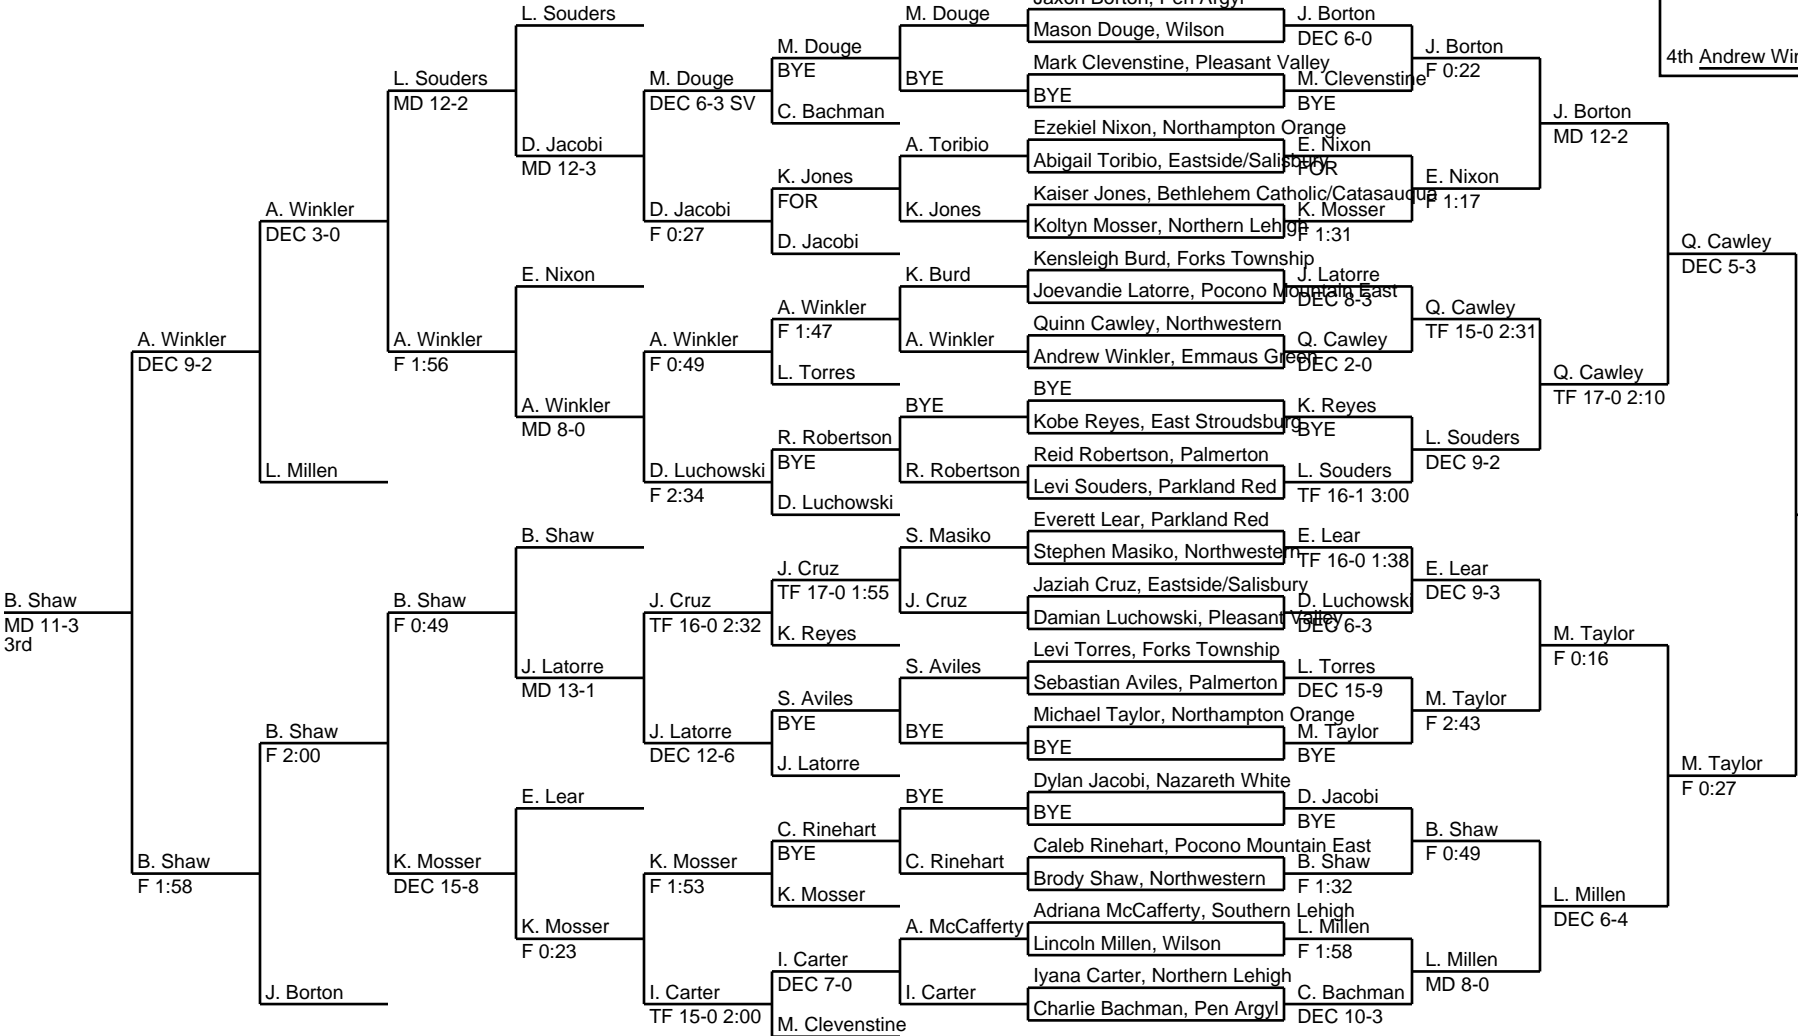 L. Souders
L. Souders
MD 12-2
D. Jacobi
MD 12-3
A. Winkler
DEC 3-0
E. Nixon
A. Winkler
F 1:56
A. Winkler
MD 8-0
A. Winkler
DEC 9-2
L. Millen
B. Shaw
MD 11-3
3rd
B. Shaw
B. Shaw
F 0:49
J. Latorre
MD 13-1
B. Shaw
F 2:00
E. Lear
K. Mosser
DEC 15-8
K. Mosser
F 0:23
B. Shaw
F 1:58
J. Borton
M. Douge
DEC 6-3 SV
D. Jacobi
F 0:27
A. Winkler
F 0:49
D. Luchowski
F 2:34
J. Cruz
TF 16-0 2:32
J. Latorre
DEC 12-6
K. Mosser
F 1:53
I. Carter
TF 15-0 2:00
M. Douge
BYE
C. Bachman
K. Jones
FOR
D. Jacobi
A. Winkler
F 1:47
L. Torres
R. Robertson
BYE
D. Luchowski
J. Cruz
TF 17-0 1:55
K. Reyes
S. Aviles
BYE
J. Latorre
C. Rinehart
BYE
K. Mosser
I. Carter
DEC 7-0
M. Clevenstine
M. Douge
BYE
A. Toribio
K. Jones
K. Burd
A. Winkler
BYE
R. Robertson
S. Masiko
J. Cruz
S. Aviles
BYE
BYE
C. Rinehart
A. McCafferty
I. Carter
Jaxon Borton, Pen Argyl
Mason Douge, Wilson
Mark Clevenstine, Pleasant Valley
BYE
Ezekiel Nixon, Northampton Orange
Abigail Toribio, Eastside/Salisbury
Kaiser Jones, Bethlehem Catholic/Catasauqua
Koltyn Mosser, Northern Lehigh
Kensleigh Burd, Forks Township
Joevandie Latorre, Pocono Mountain East
Quinn Cawley, Northwestern
Andrew Winkler, Emmaus Green
BYE
Kobe Reyes, East Stroudsburg
Reid Robertson, Palmerton
Levi Souders, Parkland Red
Everett Lear, Parkland Red
Stephen Masiko, Northwestern
Jaziah Cruz, Eastside/Salisbury
Damian Luchowski, Pleasant Valley
Levi Torres, Forks Township
Sebastian Aviles, Palmerton
Michael Taylor, Northampton Orange
BYE
Dylan Jacobi, Nazareth White
BYE
Caleb Rinehart, Pocono Mountain East
Brody Shaw, Northwestern
Adriana McCafferty, Southern Lehigh
Lincoln Millen, Wilson
Iyana Carter, Northern Lehigh
Charlie Bachman, Pen Argyl
J. Borton
DEC 6-0
M. Clevenstine
BYE
E. Nixon
FOR
K. Mosser
F 1:31
J. Latorre
DEC 8-3
Q. Cawley
DEC 2-0
K. Reyes
BYE
L. Souders
TF 16-1 3:00
E. Lear
TF 16-0 1:38
D. Luchowski
DEC 6-3
L. Torres
DEC 15-9
M. Taylor
BYE
D. Jacobi
BYE
B. Shaw
F 1:32
L. Millen
F 1:58
C. Bachman
DEC 10-3
J. Borton
F 0:22
E. Nixon
F 1:17
Q. Cawley
TF 15-0 2:31
L. Souders
DEC 9-2
E. Lear
DEC 9-3
M. Taylor
F 2:43
B. Shaw
F 0:49
L. Millen
MD 8-0
J. Borton
MD 12-2
Q. Cawley
TF 17-0 2:10
M. Taylor
F 0:16
L. Millen
DEC 6-4
Q. Cawley
DEC 5-3
M. Taylor
F 0:27
4th Andrew Win